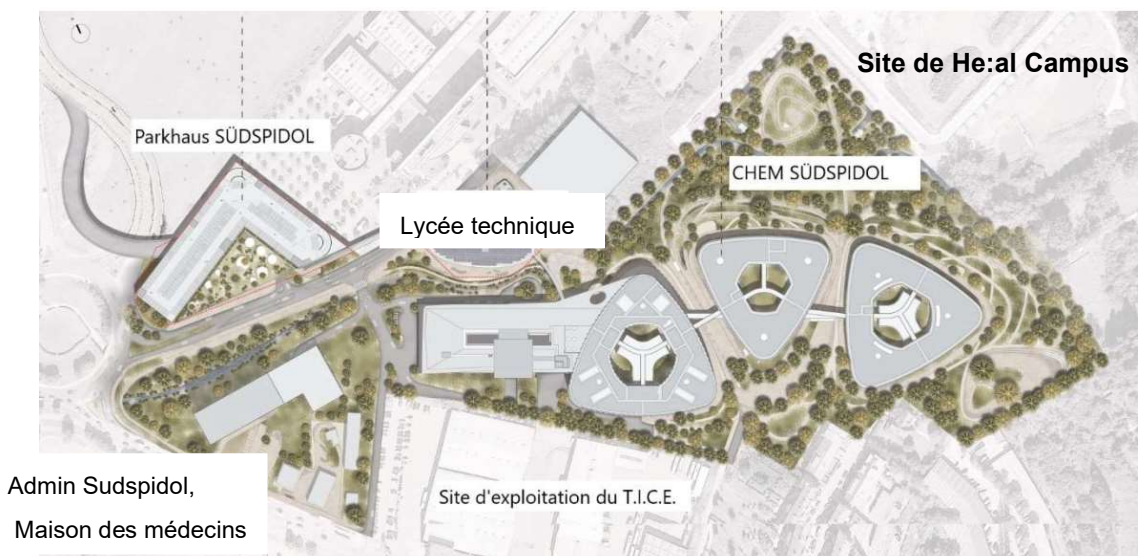 Site de He:al Campus
Parkhaus SÜDSPIDOL
CHEM SÜDSPIDOL
Lycée technique
Admin Sudspidol,
Maison des médecins
Site d'exploitation du T.I.C.E.